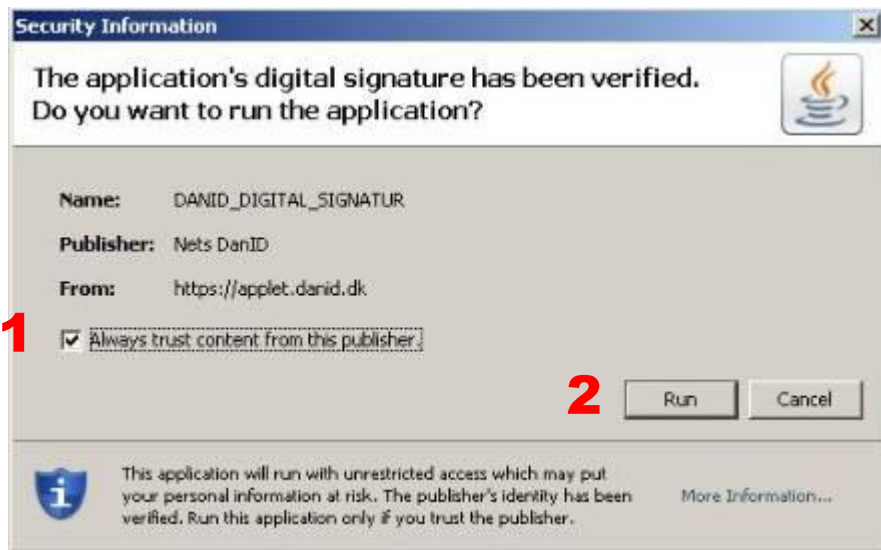 Security Information
The application's digital signature has been verified.
Do you want to run the application?
Name: DANID_DIGITAL_SIGNATUR
Publisher: Nets DanID
From: https://applet.danid.dk
1
Always trust content from this publisher.
2 Run Cancel
This application will run with unrestricted access which may put
your personal information at risk. The publisher's identity has been
verified. Run this application only if you trust the publisher.
More Information...